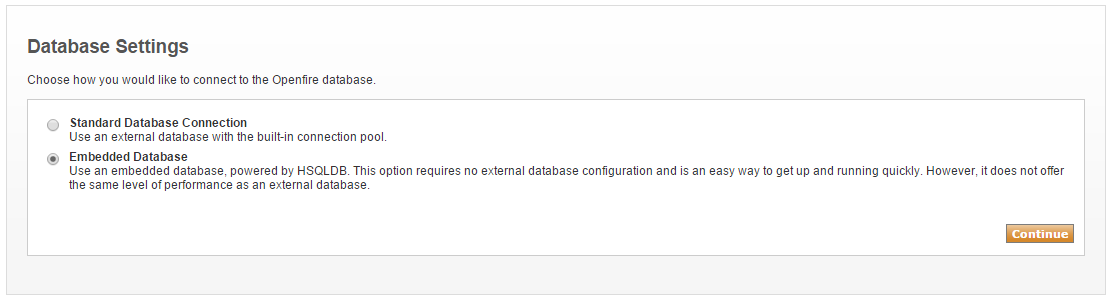 Database Settings
Choose how you would like to connect to the Openfire database.
Standard Database Connection
Use an external database with the built-in connection pool.
Embedded Database
Use an embedded database, powered by HSQLDB. This option requires no external database configuration and is an easy way to get up and running quickly. However, it does not offer
the same level of performance as an external database.
Continue